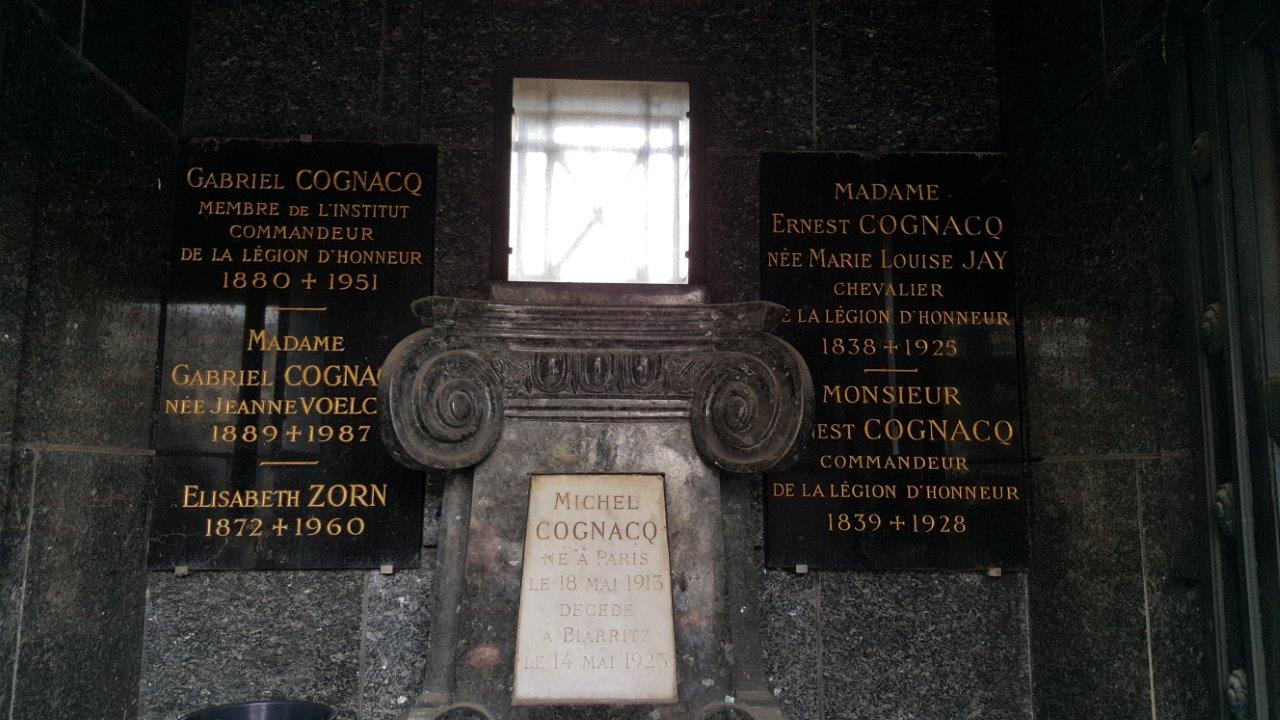 GABRIEL COGNACQ
MEMBRE DE L'INSTITUT
COMMANDEUR
DE LA LÉGION D'HONNEUR
1880 + 1951
MADAME
GABRIEL
NÉE JEANNE
1889 + 1987
ELISABETH ZORN
1872 + 1960
MICHEL
COGNACQ
NÉ À PARIS
LE 18 MAI 1913
DÉCÉDÉ
À BIARRITZ
LE 14 MAI 1923
MADAME
ERNEST COGNACQ
NÉE MARIE LOUISE JAY
CHEVALIER
DE LA LÉGION D'HONNEUR
1838 + 1925
MONSIEUR
COGNACQ
COMMANDEUR
DE LA LÉGION D'HONNEUR
1839 + 1928